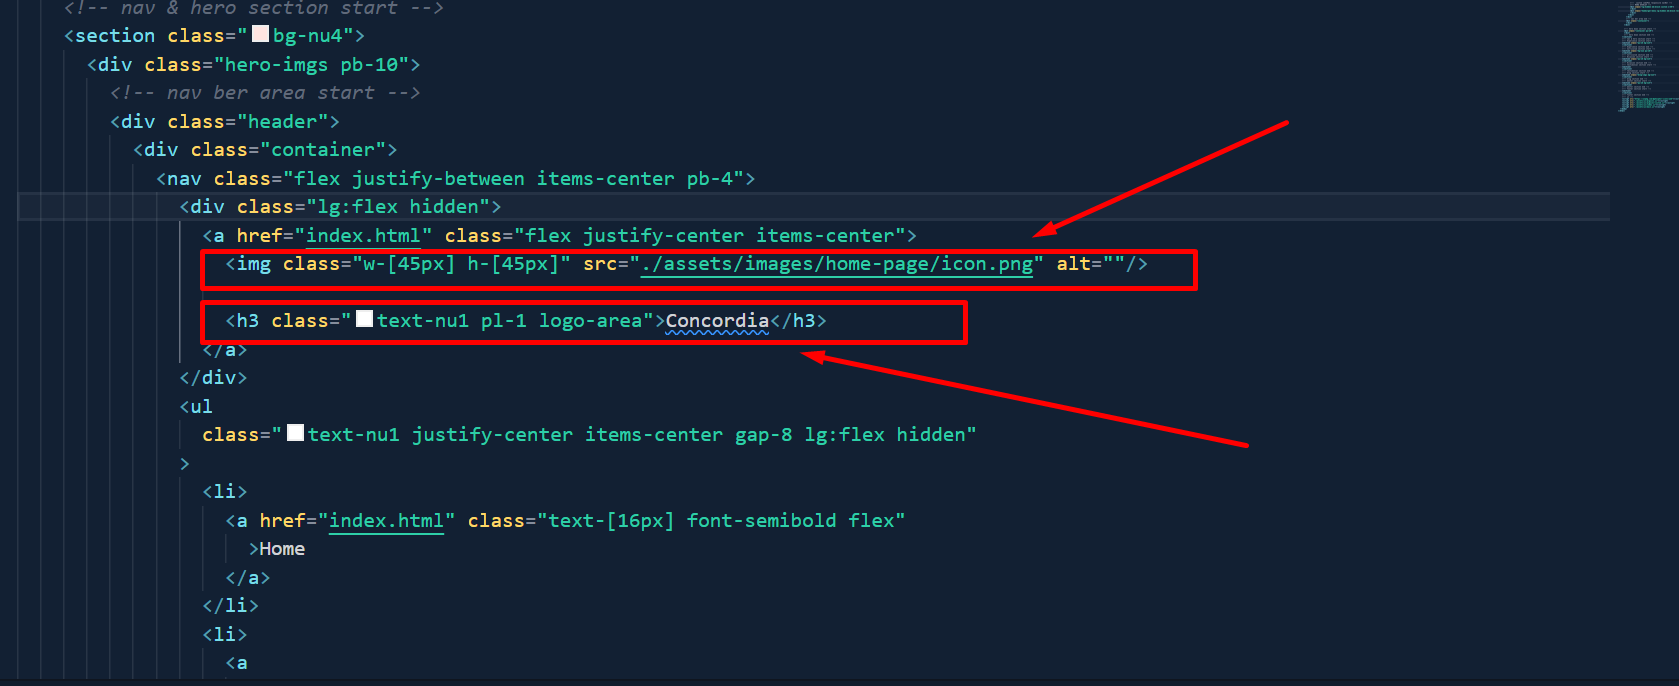 <!-- nav & hero section start -->
<section class="bg-nu4">
<div class="hero-imgs pb-10">
<!-- nav ber area start -->
<div class="header">
<div class="container">
<nav class="flex justify-between items-center pb-4">
<div class="lg:flex hidden">
<a href="index.html" class="flex justify-center items-center">
<img class="w-[45px] h-[45px]" src="./assets/images/home-page/icon.png" alt=""/>
<h3 class="text-nu1 pl-1 logo-area">Concordia</h3>
</a>
</div>
<ul
class="text-nu1 justify-center items-center gap-8 lg:flex hidden"
>
<li>
<a href="index.html" class="text-[16px] font-semibold flex"
>Home
</a>
</li>
<li>
<a